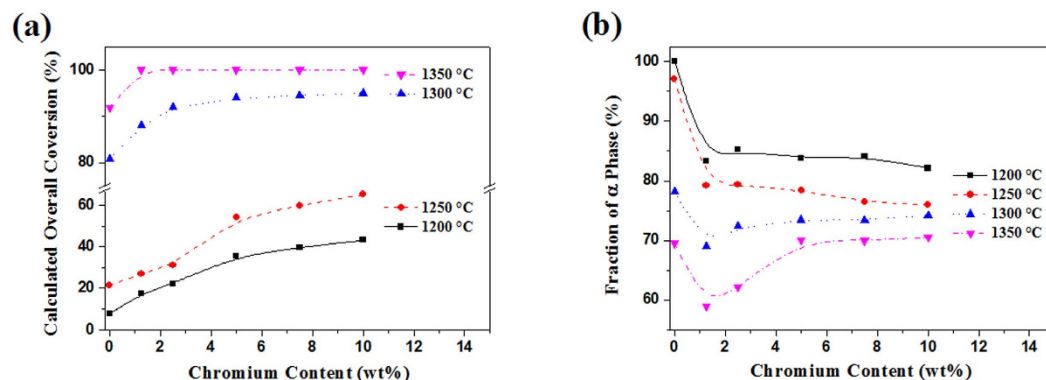 (a)
Calculated Overall Coversion (%)
100
80
60
40
20
0
0 2 4 6 8 10 12 14
Chromium Content (wt%)
1350 °C
1300 °C
1250 °C
1200 °C
(b)
Fraction of α Phase (%)
100
90
80
70
60
0 2 4 6 8 10 12 14
Chromium Content (wt%)
1200 °C
1250 °C
1300 °C
1350 °C